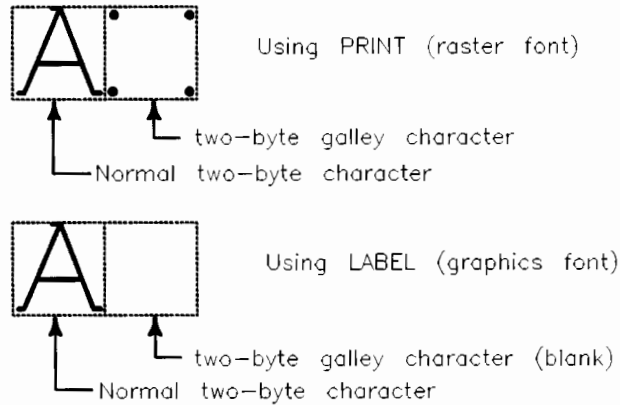 A
Using PRINT (raster font)
two-byte galley character
Normal two-byte character
A
Using LABEL (graphics font)
two-byte galley character (blank)
Normal two-byte character